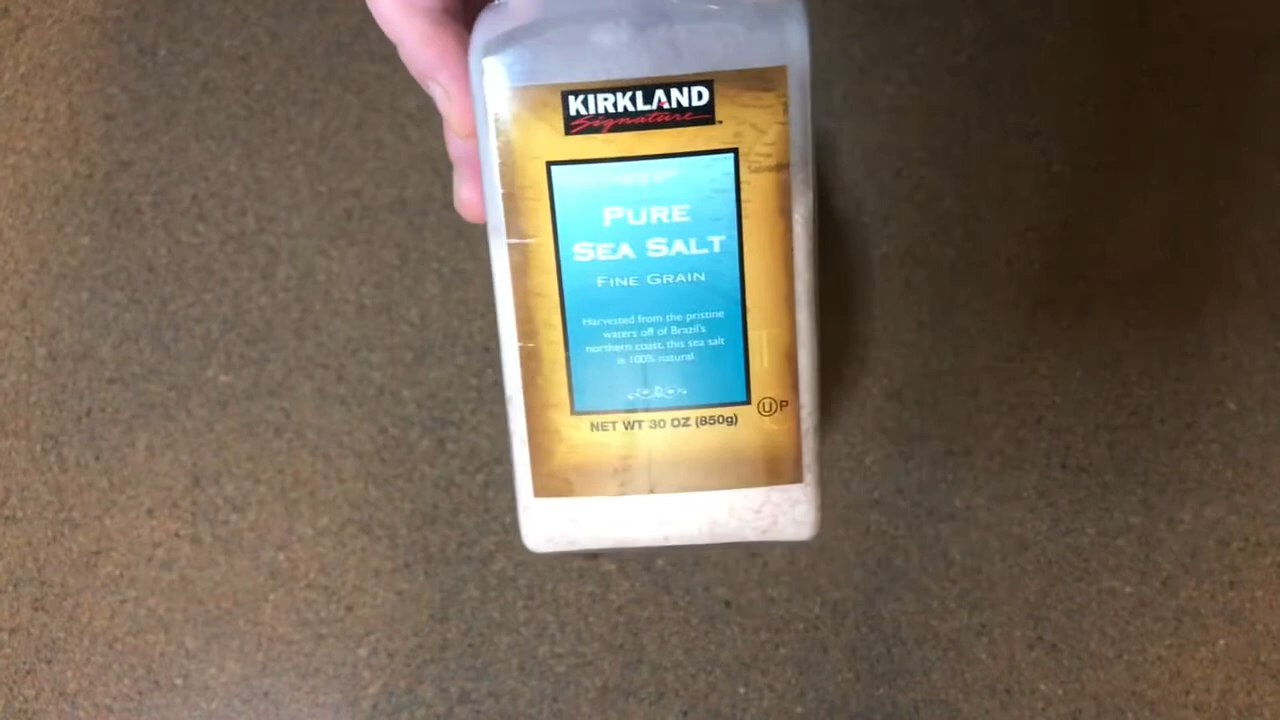 KIRKLAND
Signature™
PURE
SEA SALT
FINE GRAIN
Harvested from the pristine
waters off of Brazil's
northern coast, this sea salt
is 100% natural
NET WT 30 OZ (850g)
Ⓤ P